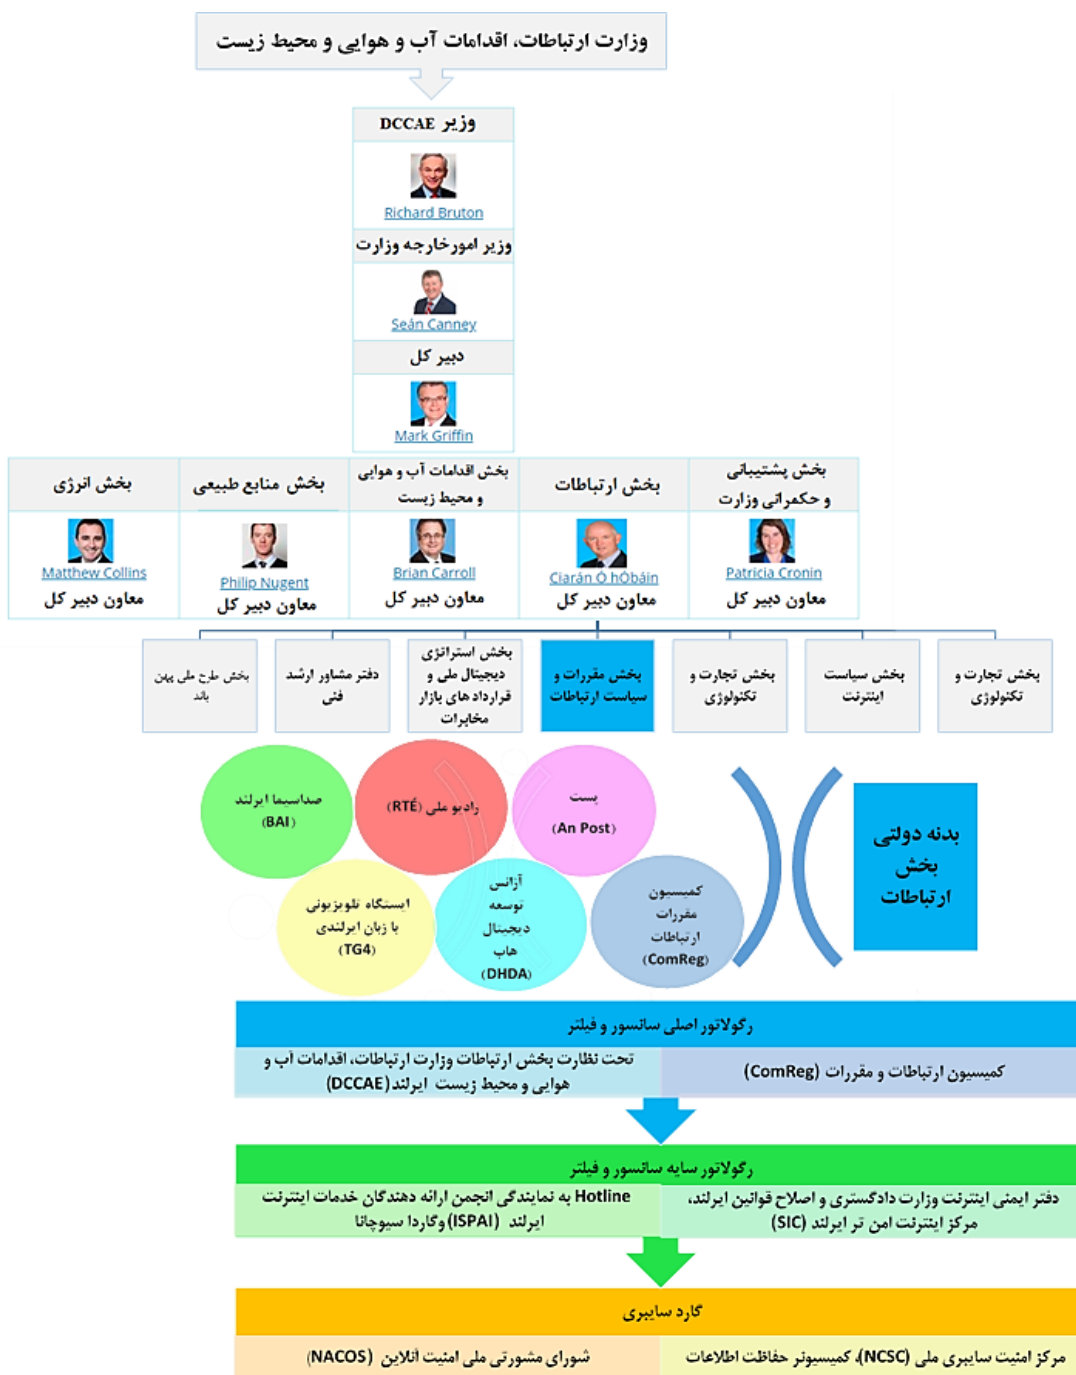 وزارت ارتباطات، اقدامات آب و هوایی و محیط زیست
وزیر DCCAE
Richard Bruton
وزیر امورخارجه وزارت
Seán Canney
دبیر کل
Mark Griffin
بخش پشتیبانی
و حکمرانی وزارت
Patricia Cronin
معاون دبیر کل
بخش ارتباطات
Ciarán Ó hÓbáin
معاون دبیر کل
بخش اقدامات آب و هوایی
و محیط زیست
Brian Carroll
معاون دبیر کل
بخش منابع طبیعی
Philip Nugent
معاون دبیر کل
بخش انرژی
Matthew Collins
معاون دبیر کل
بخش تجارت و
تکنولوژی
بخش سیاست
اینترنت
بخش تجارت و
تکنولوژی
بخش مقررات و
سیاست ارتباطات
بخش استراتژی
دیجیتال ملی و
قرارداد های بازار
مخابرات
دفتر مشاور ارشد
فنی
بخش طرح ملی پهن
باند
بدنه دولتی
بخش
ارتباطات
پست
(An Post)
رادیو ملی (RTÉ)
صداسیما ایرلند
(BAI)
کمیسیون
مقررات
ارتباطات
(ComReg)
آژانس
توسعه
دیجیتال
هاب
(DHDA)
ایستگاه تلویزیونی
با زبان ایرلندی
(TG4)
رگولاتور اصلی سانسور و فیلتر
کمیسیون ارتباطات و مقررات (ComReg)
تحت نظارت بخش ارتباطات وزارت ارتباطات، اقدامات آب و
هوایی و محیط زیست ایرلند (DCCAE)
رگولاتور سایه سانسور و فیلتر
دفتر ایمنی اینترنت وزارت دادگستری و اصلاح قوانین ایرلند،
مرکز اینترنت امن تر ایرلند (SIC)
Hotline به نمایندگی انجمن ارائه دهندگان خدمات اینترنت
ایرلند (ISPAI) وگاردا سیوچانا
گارد سایبری
مرکز امنیت سایبری ملی (NCSC)، کمیسیونر حفاظت اطلاعات
شورای مشورتی ملی امنیت آنلاین (NACOS)